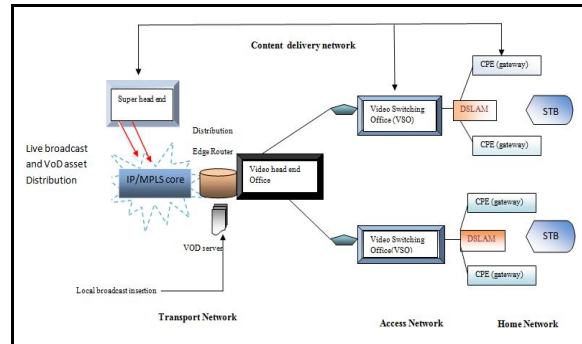 Content delivery network
CPE (gateway)
Super head end
Video Switching
Office (VSO)
DSLAM
STB
Distribution
Edge Router
CPE (gateway)
Live broadcast
and VoD asset
Distribution
IP/MPLS core
Video head end
Office
CPE (gateway)
VOD server
Video Switching
Office(VSO)
DSLAM
STB
CPE (gateway)
Local broadcast insertion
Transport Network
Access Network
Home Network